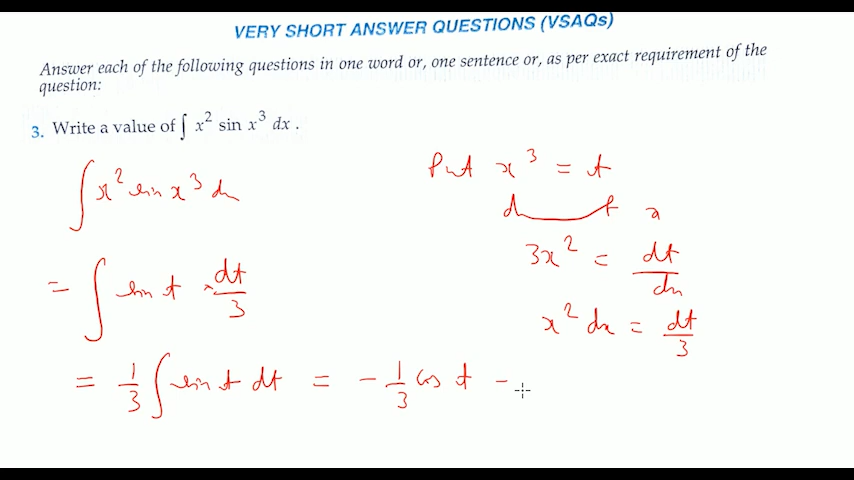 VERY SHORT ANSWER QUESTIONS (VSAQs)
Answer each of the following questions in one word or, one sentence or, as per exact requirement of the
question:
3. Write a value of ∫ x² sin x³ dx .
∫ x² sin x³ dx
= ∫ sin t × dt/3
= 1/3 ∫ sin t dt = - 1/3 cos t -
Put x³ = t
3x² = dt/dx
x² dx = dt/3